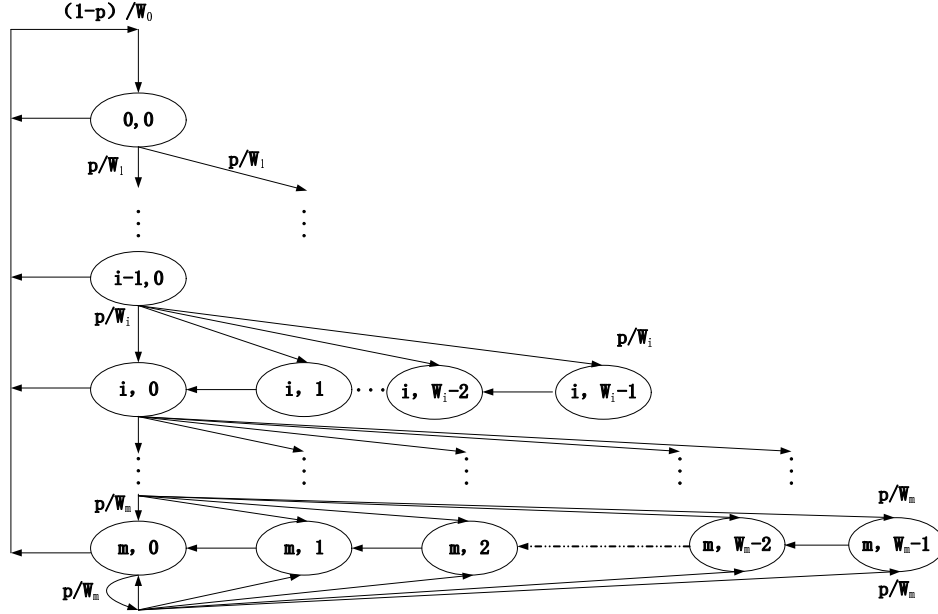 (1-p)/W₀
0,0
p/W₁
p/W₁
i-1,0
p/Wᵢ
p/Wᵢ
i, 0
i, 1
···
i, Wᵢ-2
i, Wᵢ-1
p/Wₘ
p/Wₘ
m, 0
m, 1
m, 2
m, Wₘ-2
m, Wₘ-1
p/Wₘ
p/Wₘ